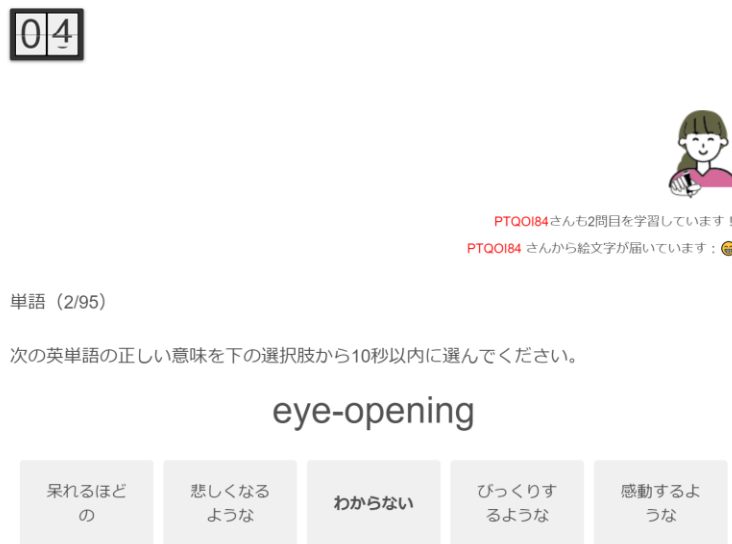 04
PTQOI84さんも2問目を学習しています！
PTQOI84 さんから絵文字が届いています：😁
単語（2/95）
次の英単語の正しい意味を下の選択肢から10秒以内に選んでください。
eye-opening
呆れるほど
の
悲しくなる
ような
わからない
びっくりす
るような
感動するよ
うな